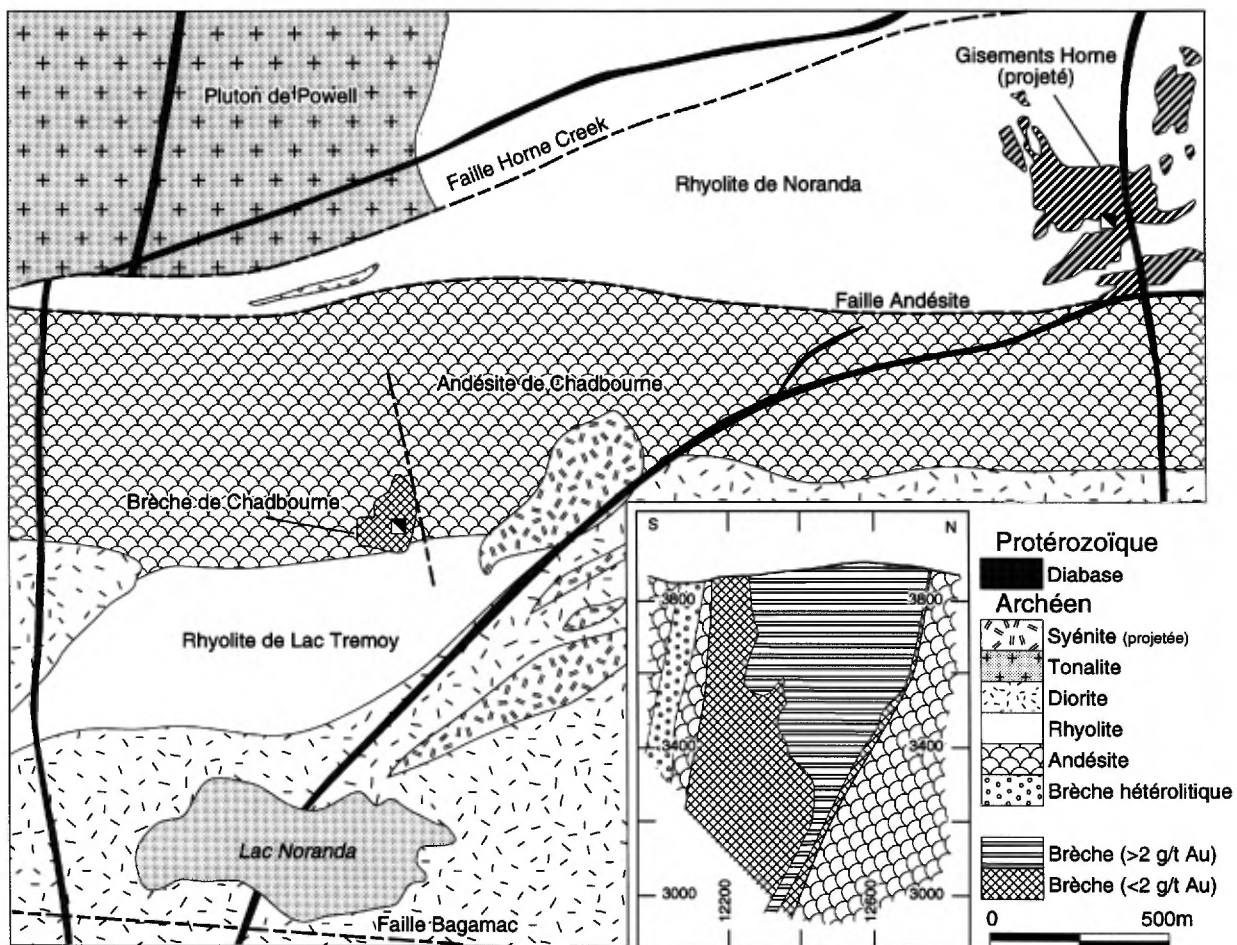 Pluton de Powell
Faille Horne Creek
Gisements Horne
(projeté)
Rhyolite de Noranda
Faille Andésite
Andésite de Chadbourne
Brèche de Chadbourne
Rhyolite de Lac Tremoy
Lac Noranda
Faille Bagamac
S
N
3800
3800
3400
3400
3000
3000
12200
12600
Protérozoïque
Diabase
Archéen
Syénite (projetée)
Tonalite
Diorite
Rhyolite
Andésite
Brèche hétérolitique
Brèche (>2 g/t Au)
Brèche (<2 g/t Au)
0 500m